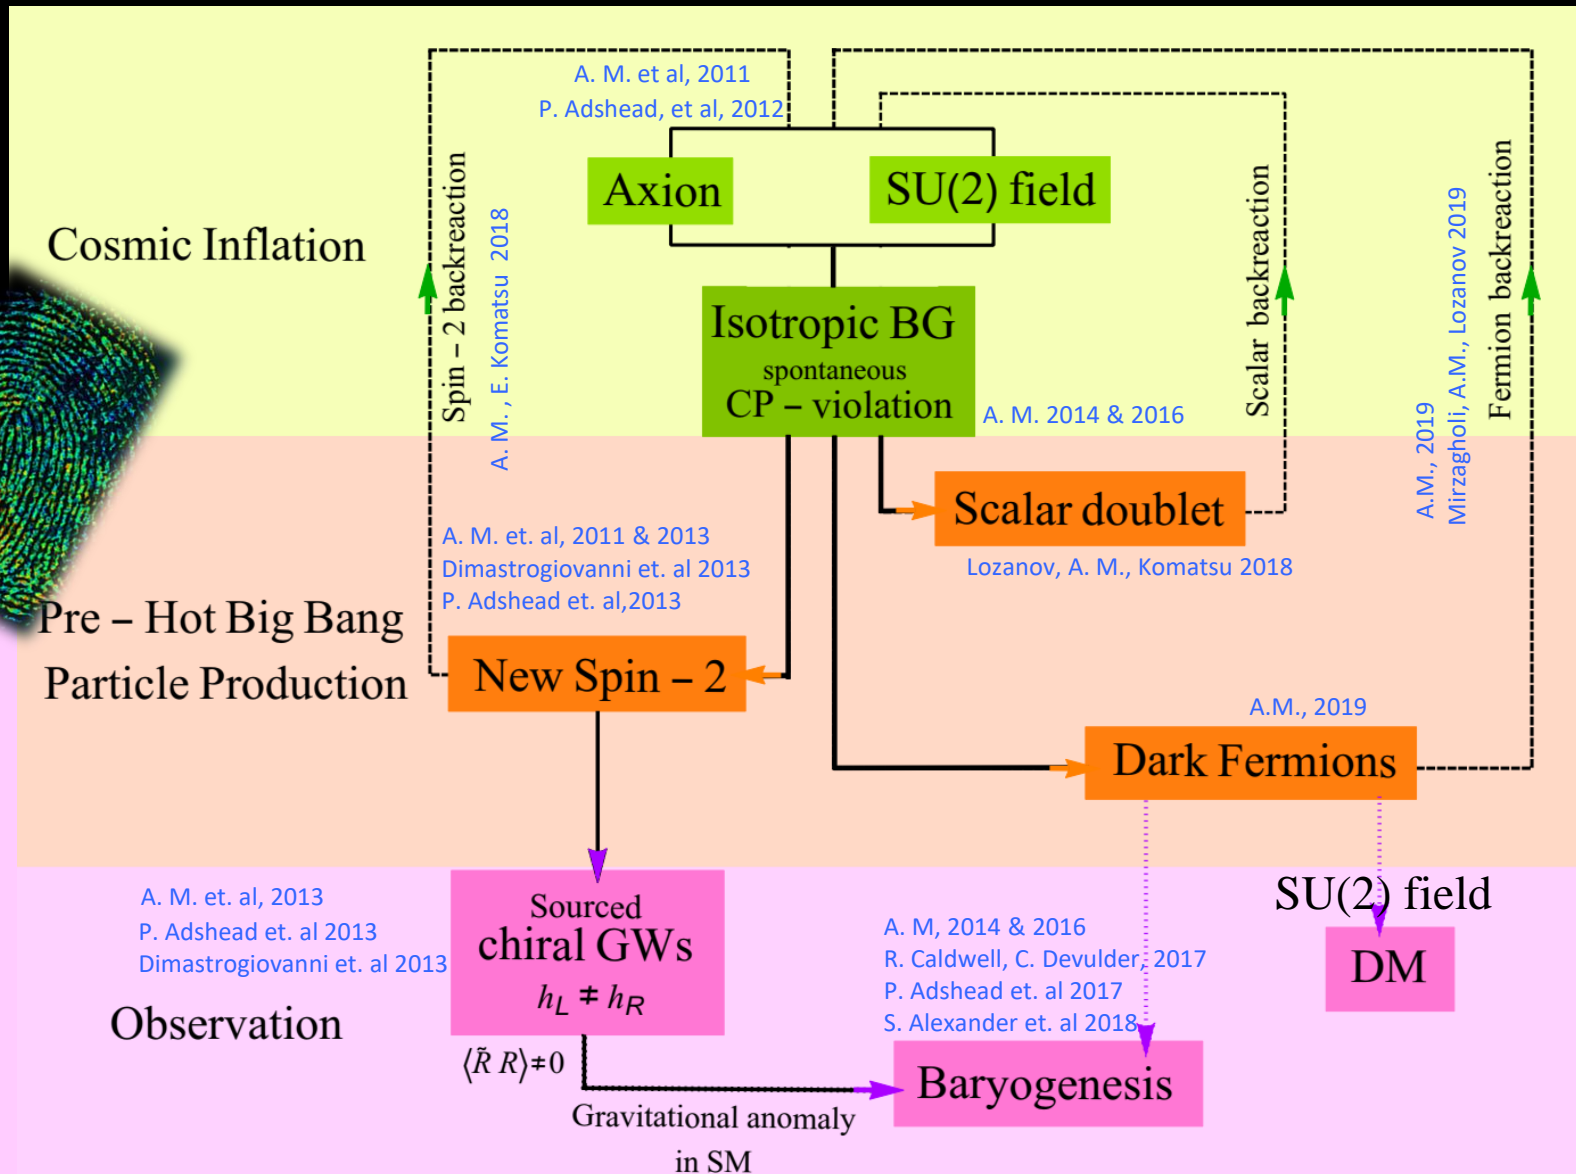 A. M. et al, 2011
P. Adshead, et al, 2012
Axion
SU(2) field
Cosmic Inflation
Spin – 2 backreaction
A. M. , E. Komatsu 2018
Isotropic BG
spontaneous
CP – violation
A. M. 2014 & 2016
Scalar backreaction
Fermion backreaction
A.M., 2019
Mirzagholi, A.M., Lozanov 2019
Scalar doublet
Lozanov, A. M., Komatsu 2018
A. M. et. al, 2011 & 2013
Dimastrogiovanni et. al 2013
P. Adshead et. al,2013
Pre – Hot Big Bang
Particle Production
New Spin – 2
A.M., 2019
Dark Fermions
A. M. et. al, 2013
P. Adshead et. al 2013
Dimastrogiovanni et. al 2013
Observation
Sourced
chiral GWs
h_L ≠ h_R
⟨R̃ R⟩≠0
Gravitational anomaly
in SM
A. M, 2014 & 2016
R. Caldwell, C. Devulder, 2017
P. Adshead et. al 2017
S. Alexander et. al 2018
Baryogenesis
SU(2) field
DM